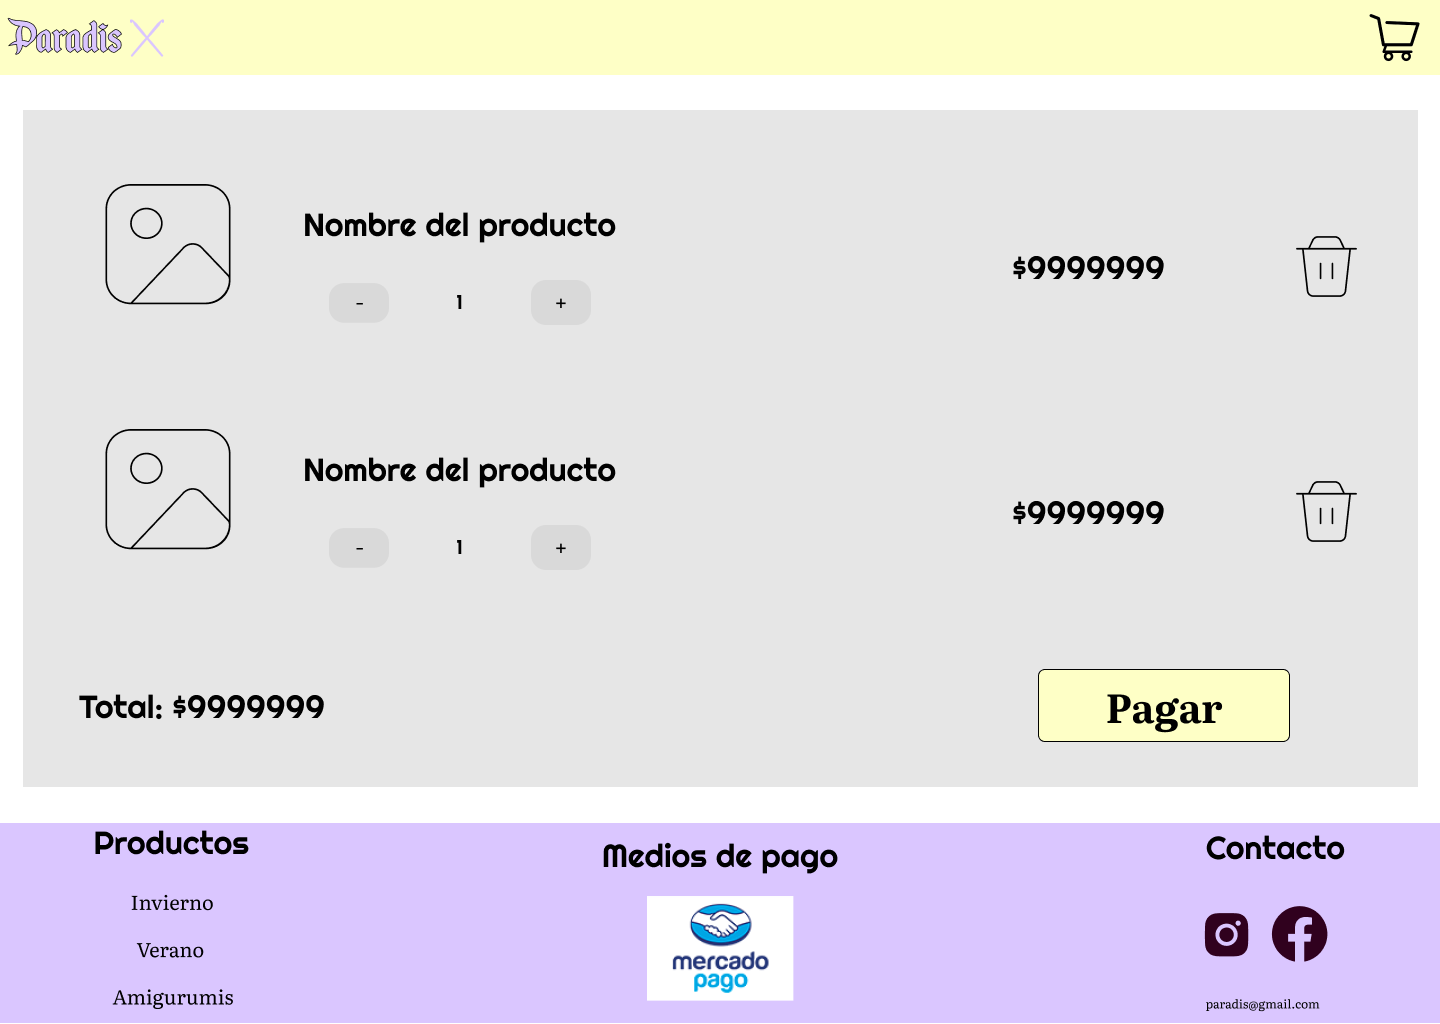 Paradis
Nombre del producto
- 1 +
$9999999
Nombre del producto
- 1 +
$9999999
Total: $9999999
Pagar
Productos
Invierno
Verano
Amigurumis
Medios de pago
mercado
pago
Contacto
paradis@gmail.com